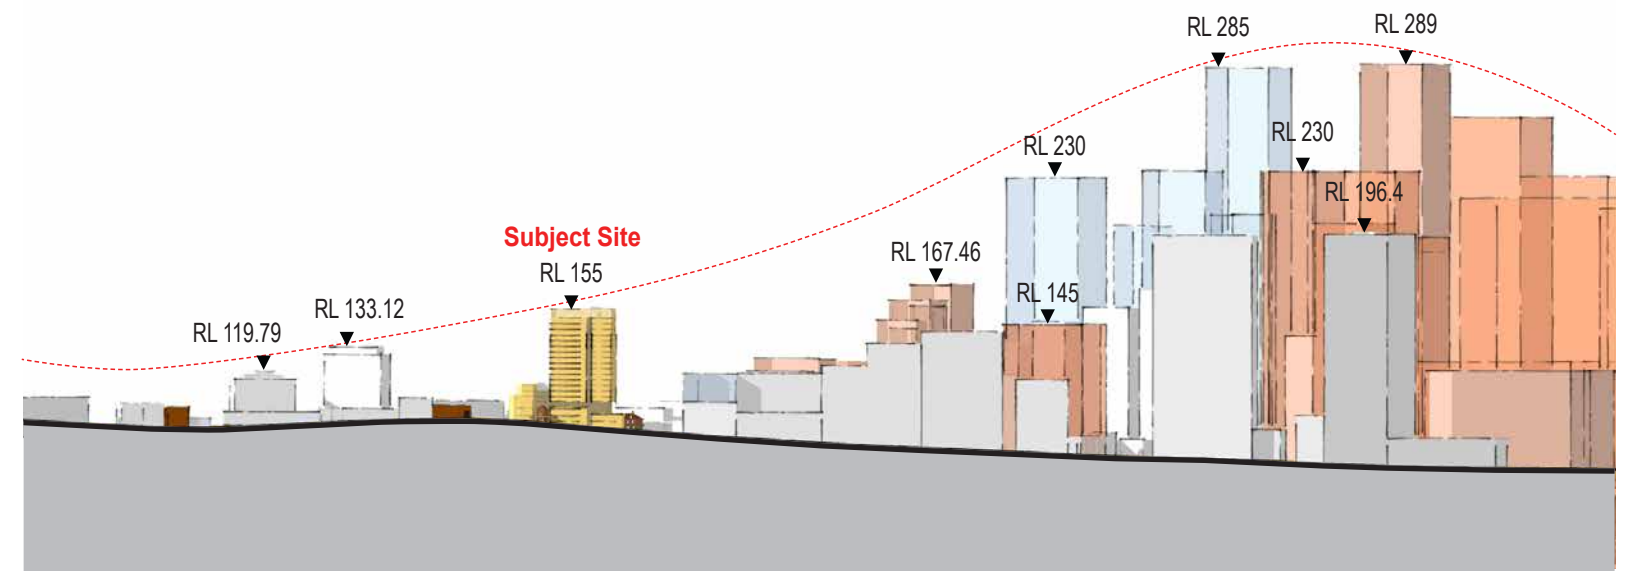 RL 285
RL 289
RL 230
RL 230
RL 196.4
Subject Site
RL 155
RL 167.46
RL 145
RL 133.12
RL 119.79